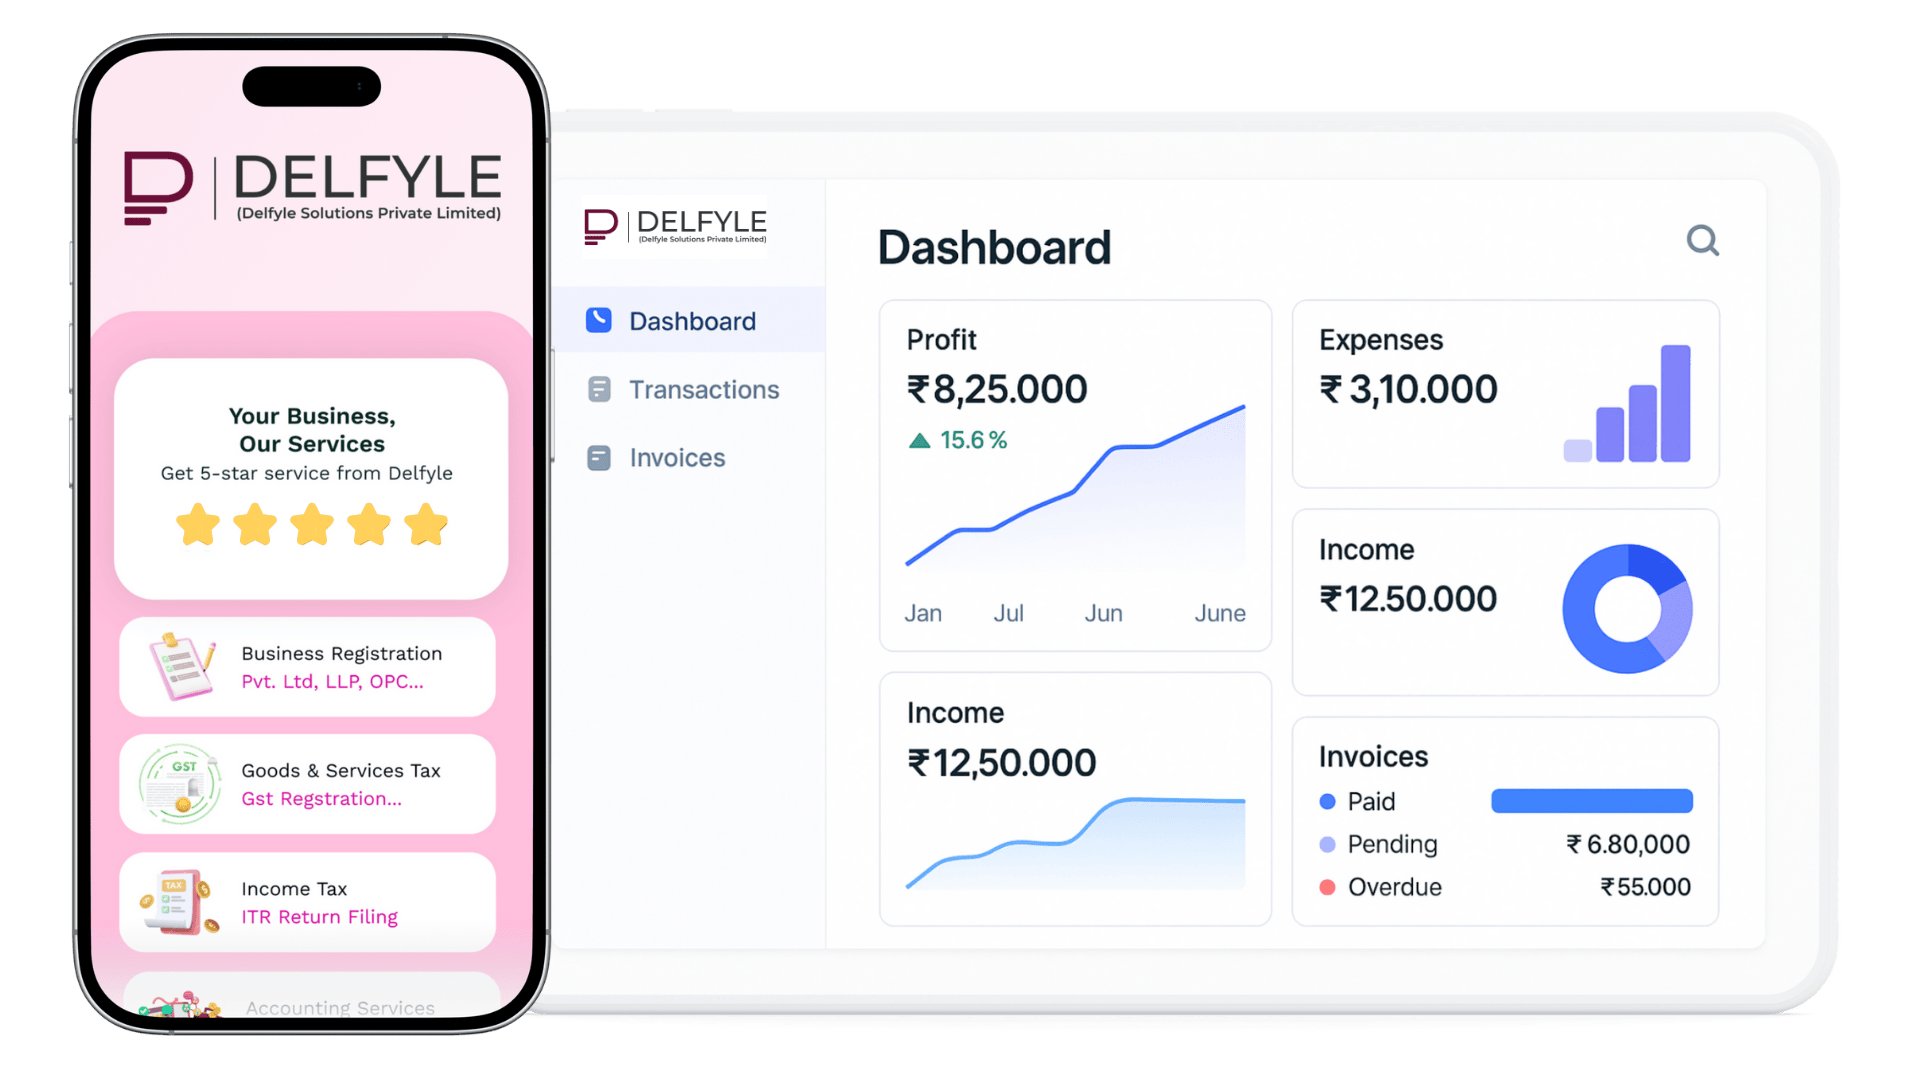 DELFYLE
(Delfyle Solutions Private Limited)
Your Business,
Our Services
Get 5-star service from Delfyle
Business Registration
Pvt. Ltd, LLP, OPC...
GST
Goods & Services Tax
Gst Regstration...
TAX
Income Tax
ITR Return Filing
Accounting Services
DELFYLE
(Delfyle Solutions Private Limited)
Dashboard
Transactions
Invoices
Dashboard
Profit
₹8,25.000
15.6%
Jan Jul Jun June
Expenses
₹ 3,10.000
Income
₹12.50.000
Income
₹12,50.000
Invoices
Paid
Pending ₹ 6.80,000
Overdue ₹55.000